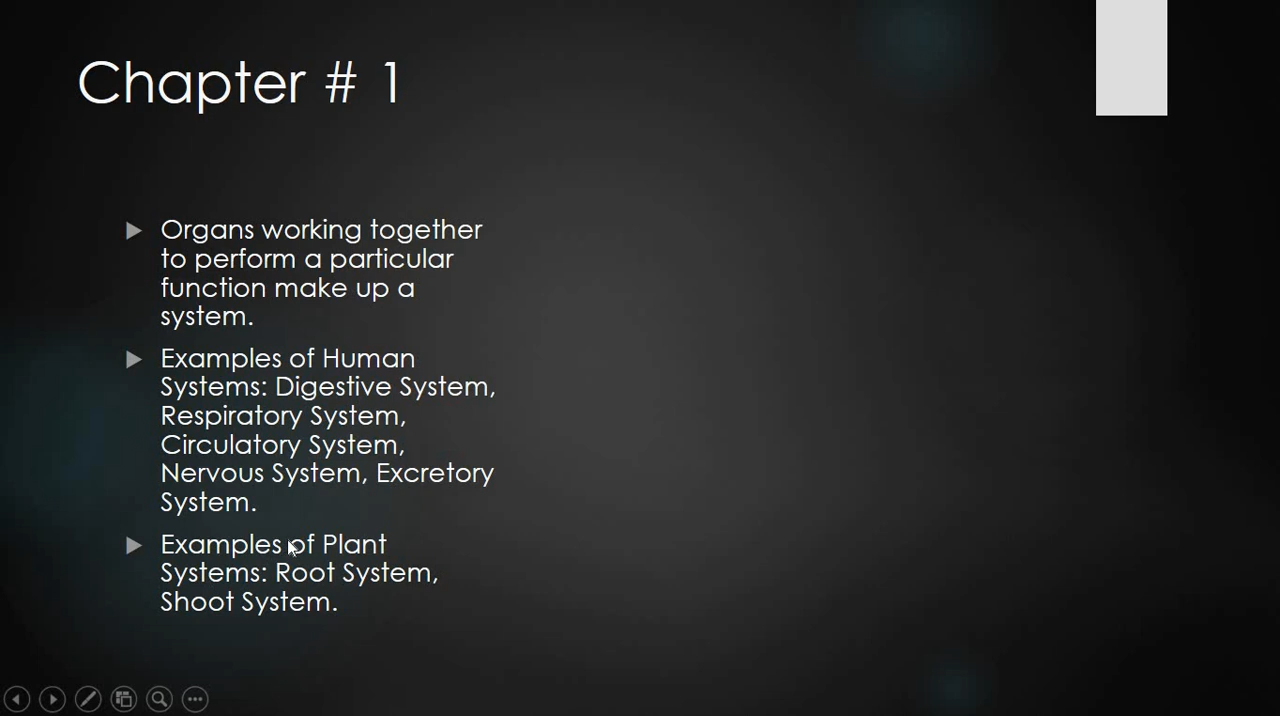 Chapter # 1
Organs working together
to perform a particular
function make up a
system.
Examples of Human
Systems: Digestive System,
Respiratory System,
Circulatory System,
Nervous System, Excretory
System.
Examples of Plant
Systems: Root System,
Shoot System.